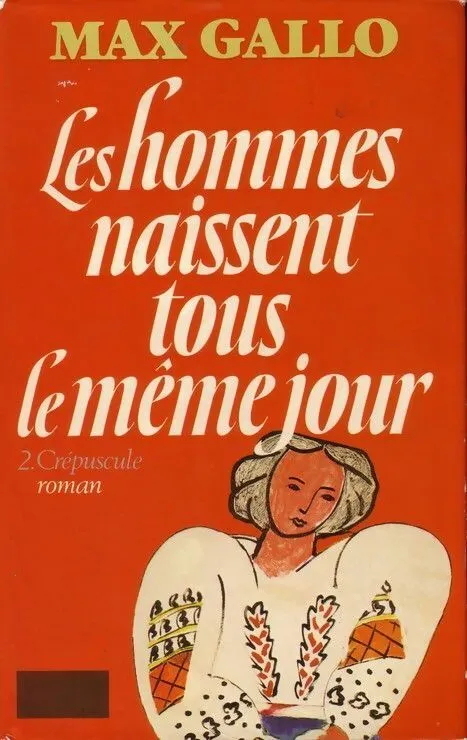 MAX GALLO
Les hommes
naissent
tous
le même jour
2. Crépuscule
roman